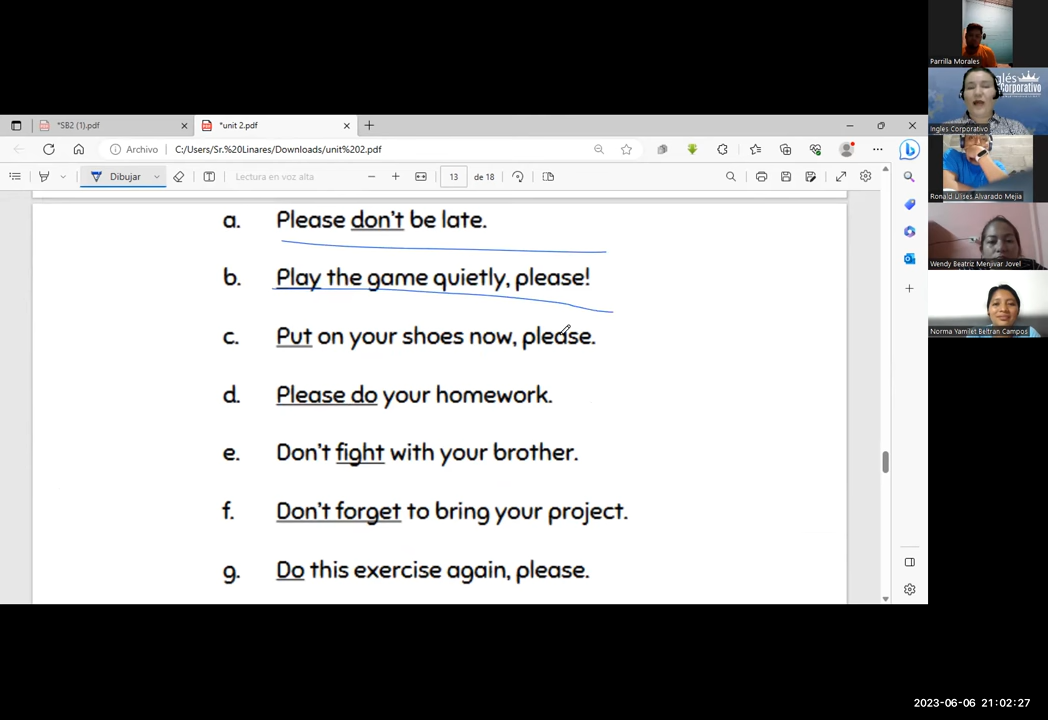 Parrilla Morales
*SB2 (1).pdf
*unit 2.pdf
glés
Corporativo
Ingles Corporativo
Archivo
C:/Users/Sr.%20Linares/Downloads/unit%202.pdf
Dibujar
Lectura en voz alta
13 de 18
Ronald Ulises Alvarado Mejia
a. Please don't be late.
Wendy Beatriz Menjivar Jovel
b. Play the game quietly, please!
Norma Yamilet Beltran Campos
c. Put on your shoes now, please.
d. Please do your homework.
e. Don't fight with your brother.
f. Don't forget to bring your project.
g. Do this exercise again, please.
2023-06-06 21:02:27